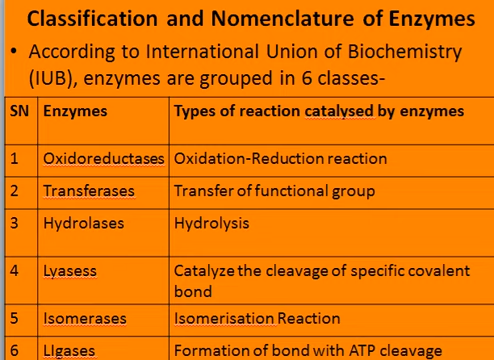 Classification and Nomenclature of Enzymes
• According to International Union of Biochemistry
(IUB), enzymes are grouped in 6 classes-
SN Enzymes Types of reaction catalysed by enzymes
1 Oxidoreductases Oxidation-Reduction reaction
2 Transferases Transfer of functional group
3 Hydrolases Hydrolysis
4 Lyasess Catalyze the cleavage of specific covalent
bond
5 Isomerases Isomerisation Reaction
6 LIgases Formation of bond with ATP cleavage